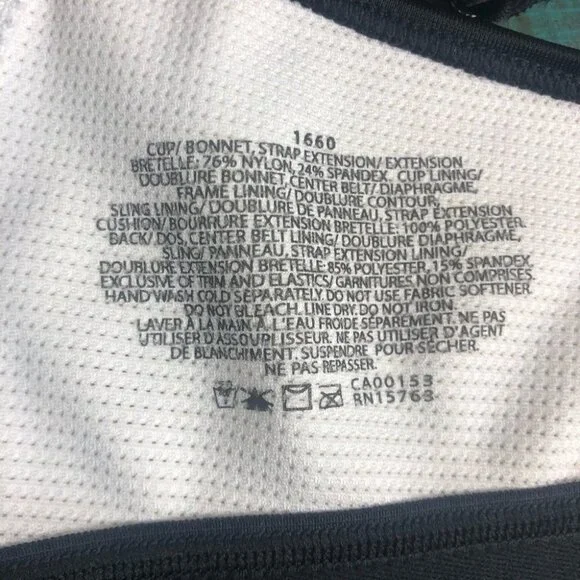 1660
CUP/ BONNET, STRAP EXTENSION/ EXTENSION
BRETELLE: 76% NYLON, 24% SPANDEX. CUP LINING/
DOUBLURE BONNET, CENTER BELT/ DIAPHRAGME,
FRAME LINING/ DOUBLURE CONTOUR,
SLING LINING/ DOUBLURE DE PANNEAU, STRAP EXTENSION
CUSHION/ BOURRURE EXTENSION BRETELLE: 100% POLYESTER.
BACK/ DOS, CENTER BELT LINING/ DOUBLURE DIAPHRAGME,
SLING/ PANNEAU, STRAP EXTENSION LINING/
DOUBLURE EXTENSION BRETELLE: 85% POLYESTER, 15% SPANDEX.
EXCLUSIVE OF TRIM AND ELASTICS/ GARNITURES NON COMPRISES.
HAND WASH COLD SEPARATELY. DO NOT USE FABRIC SOFTENER.
DO NOT BLEACH. LINE DRY. DO NOT IRON.
LAVER À LA MAIN À L'EAU FROIDE SÉPAREMENT. NE PAS
UTILISER D'ASSOUPLISSEUR. NE PAS UTILISER D'AGENT
DE BLANCHIMENT. SUSPENDRE POUR SÉCHER.
NE PAS REPASSER.
CA00153
RN15763